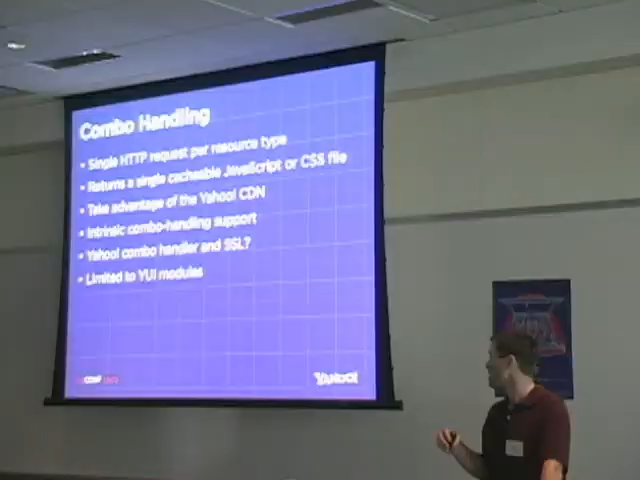 Combo Handling
• Single HTTP request per resource type
• Returns a single cacheable JavaScript or CSS file
• Take advantage of the Yahoo! CDN
• Intrinsic combo-handling support
• Yahoo! combo handler and SSL?
• Limited to YUI modules
YAHOO!